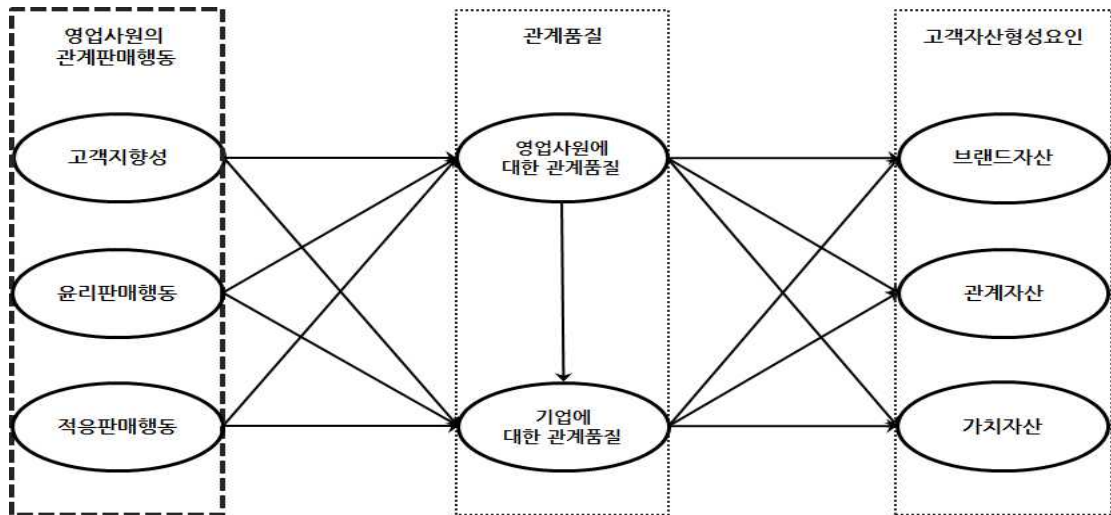 영업사원의
관계판매행동
관계품질
고객자산형성요인
고객지향성
영업사원에
대한 관계품질
브랜드자산
윤리판매행동
관계자산
적응판매행동
기업에
대한 관계품질
가치자산